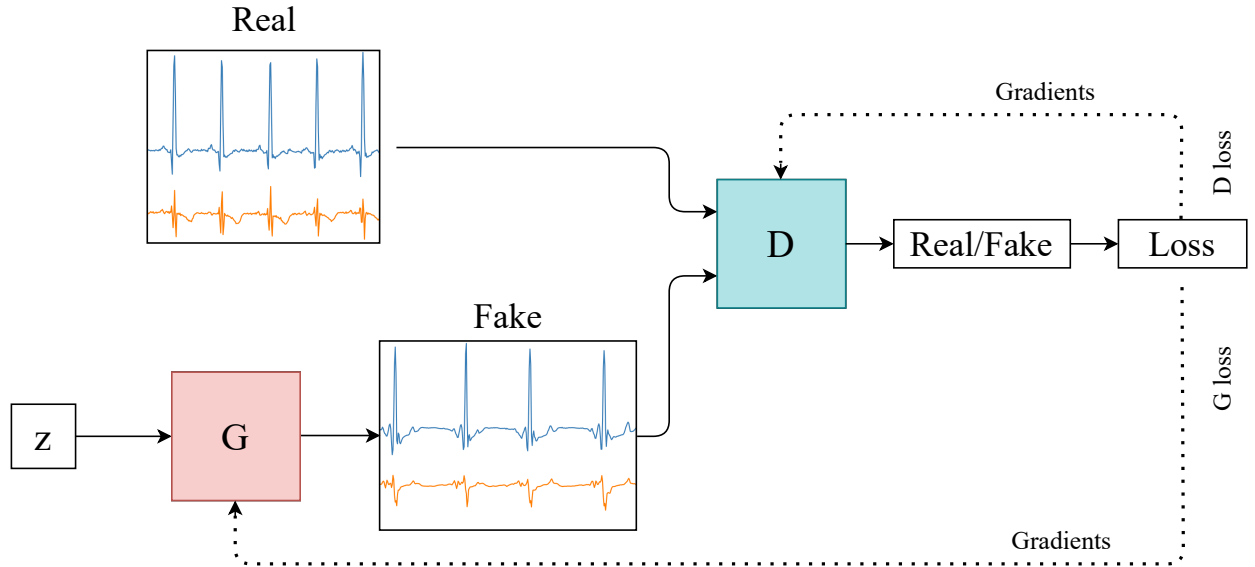 Real
Gradients
D loss
D
Real/Fake
Loss
Fake
G loss
z
G
Gradients